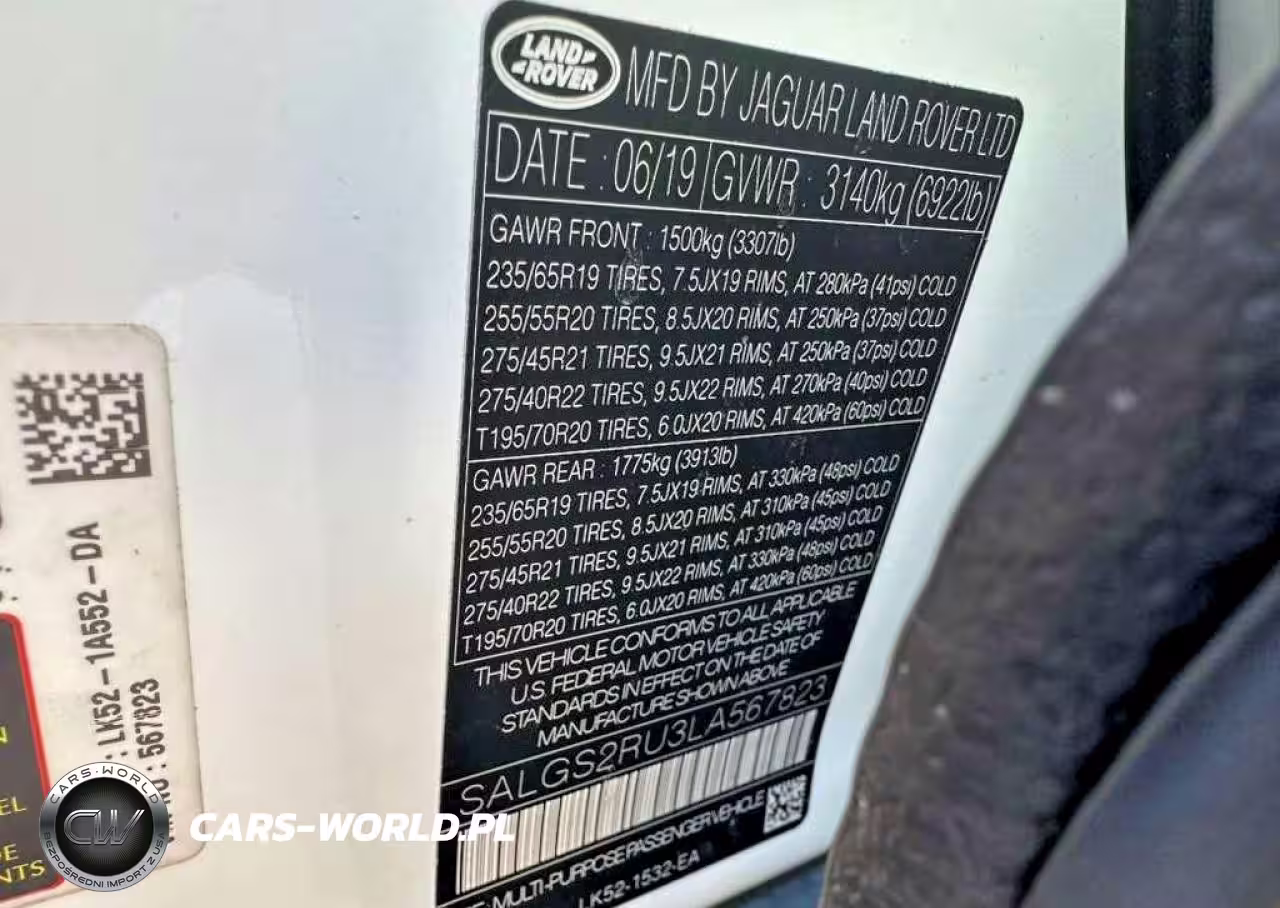 LAND ROVER
MFD BY JAGUAR LAND ROVER LTD
DATE : 06/19 GVWR : 3140kg (6922lb)
GAWR FRONT : 1500kg (3307lb)
235/65R19 TIRES, 7.5JX19 RIMS, AT 280kPa (41psi) COLD
255/55R20 TIRES, 8.5JX20 RIMS, AT 250kPa (37psi) COLD
275/45R21 TIRES, 9.5JX21 RIMS, AT 250kPa (37psi) COLD
275/40R22 TIRES, 9.5JX22 RIMS, AT 270kPa (40psi) COLD
T195/70R20 TIRES, 6.0JX20 RIMS, AT 420kPa (60psi) COLD
GAWR REAR : 1775kg (3913lb)
235/65R19 TIRES, 7.5JX19 RIMS, AT 330kPa (48psi) COLD
255/55R20 TIRES, 8.5JX20 RIMS, AT 310kPa (45psi) COLD
275/45R21 TIRES, 9.5JX21 RIMS, AT 310kPa (45psi) COLD
275/40R22 TIRES, 9.5JX22 RIMS, AT 330kPa (48psi) COLD
T195/70R20 TIRES, 6.0JX20 RIMS, AT 420kPa (60psi) COLD
THIS VEHICLE CONFORMS TO ALL APPLICABLE
U.S. FEDERAL MOTOR VEHICLE SAFETY
STANDARDS IN EFFECT ON THE DATE OF
MANUFACTURE SHOWN ABOVE
SALGS2RU3LA567823
: MULTI-PURPOSE PASSENGER VEHICLE
LK52-1532-EA
: LK52-1A552-DA
: 567823
CARS-WORLD
CW
BEZPOŚREDNI IMPORT Z USA
CARS-WORLD.PL